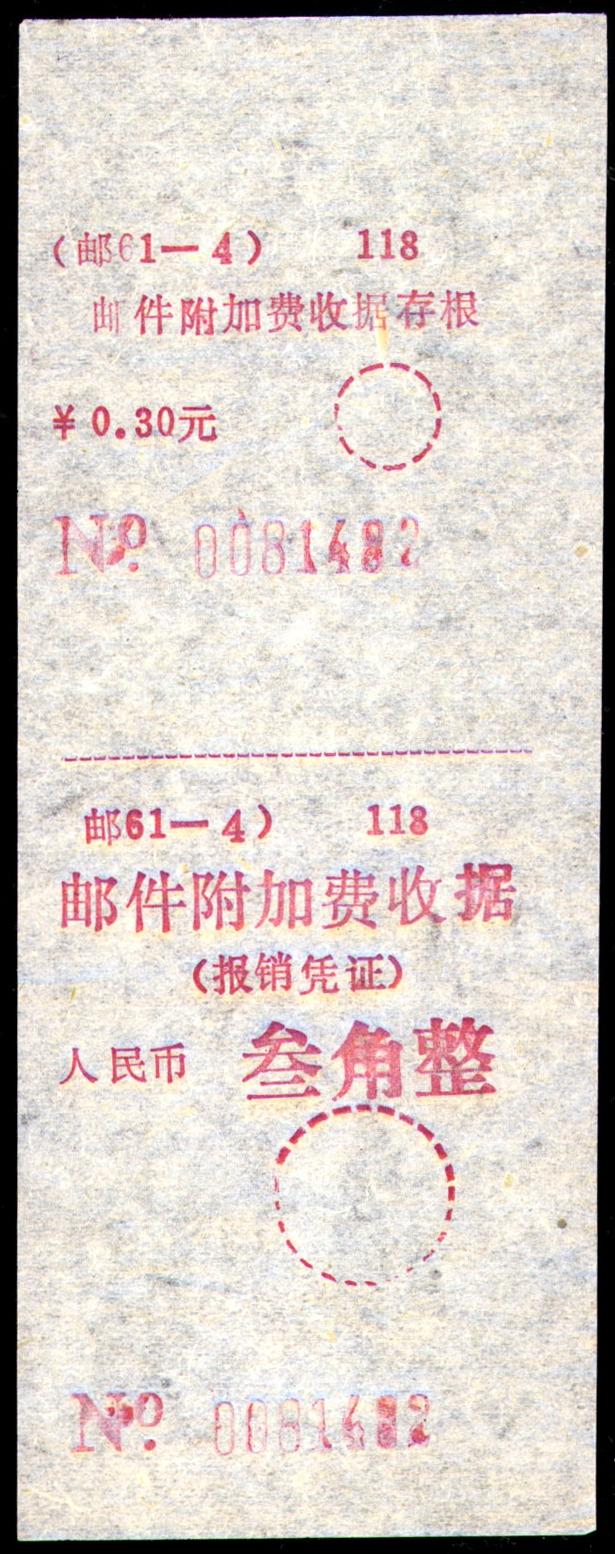 (邮61—4) 118
邮件附加费收据存根
¥0.30元
Nº 0081482
邮61—4) 118
邮件附加费收据
(报销凭证)
人民币 叁角整
Nº 0081482